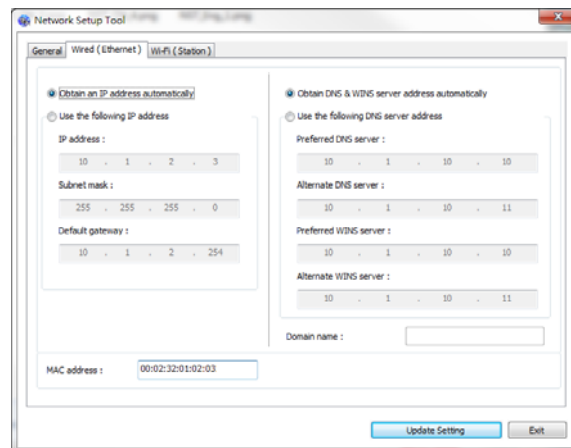 Network Setup Tool
General
Wired ( Ethernet )
Wi-Fi ( Station )
Obtain an IP address automatically
Use the following IP address
IP address :
10 . 1 . 2 . 3
Subnet mask :
255 . 255 . 255 . 0
Default gateway :
10 . 1 . 2 . 254
Obtain DNS & WINS server address automatically
Use the following DNS server address
Preferred DNS server :
10 . 1 . 10 . 10
Alternate DNS server :
10 . 1 . 10 . 11
Preferred WINS server :
10 . 1 . 10 . 10
Alternate WINS server :
10 . 1 . 10 . 11
Domain name :
MAC address :
00:02:32:01:02:03
Update Setting
Exit